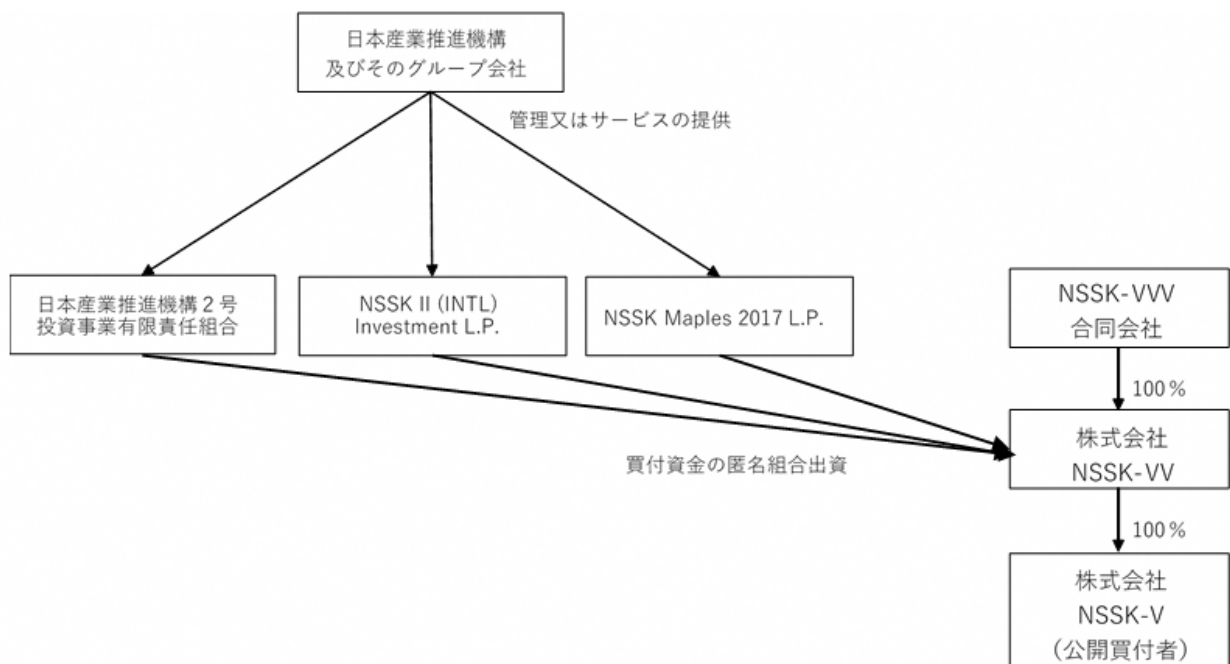 日本産業推進機構
及びそのグループ会社
管理又はサービスの提供
日本産業推進機構2号
投資事業有限責任組合
NSSK II (INTL)
Investment L.P.
NSSK Maples 2017 L.P.
NSSK-VVV
合同会社
100%
株式会社
NSSK-VV
買付資金の匿名組合出資
100%
株式会社
NSSK-V
（公開買付者）